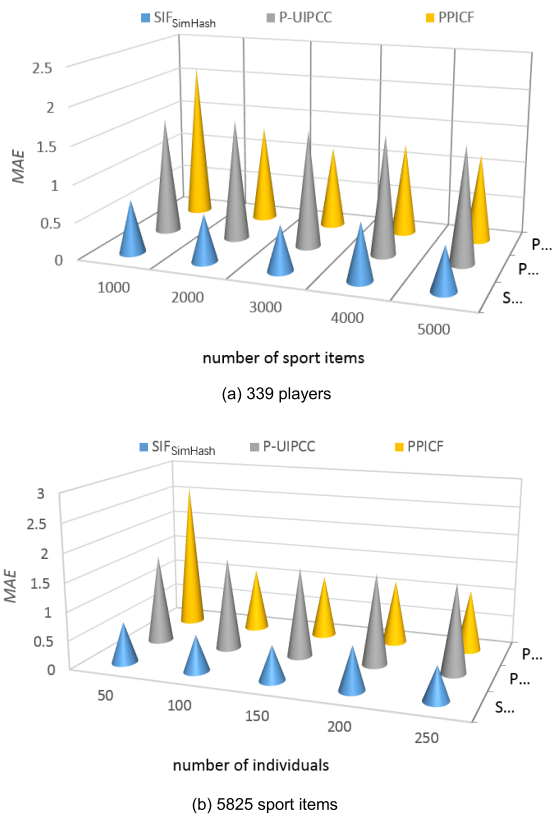 SIFSimHash P-UIPCC PPICF
2.5
2
1.5
1
0.5
0
MAE
1000 2000 3000 4000 5000
P...
P...
S...
number of sport items
(a) 339 players
SIFSimHash P-UIPCC PPICF
3
2.5
2
1.5
1
0.5
0
MAE
50 100 150 200 250
P...
P...
S...
number of individuals
(b) 5825 sport items